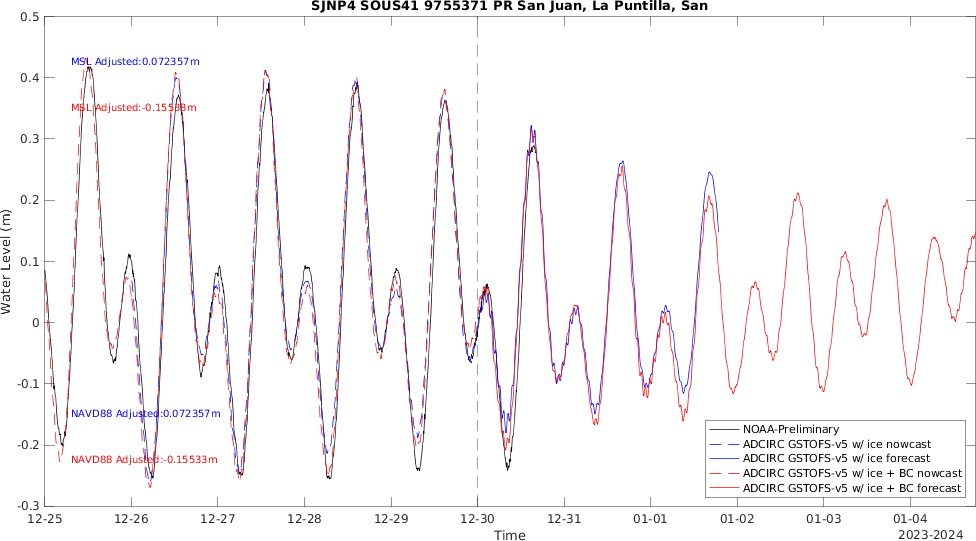 SJNP4 SOUS41 9755371 PR San Juan, La Puntilla, San
0.5
0.4
0.3
0.2
0.1
0
-0.1
-0.2
-0.3
Water Level (m)
MSL Adjusted:0.072357m
MSL Adjusted:-0.15533m
NAVD88 Adjusted:0.072357m
NAVD88 Adjusted:-0.15533m
NOAA-Preliminary
ADCIRC GSTOFS-v5 w/ ice nowcast
ADCIRC GSTOFS-v5 w/ ice forecast
ADCIRC GSTOFS-v5 w/ ice + BC nowcast
ADCIRC GSTOFS-v5 w/ ice + BC forecast
12-25 12-26 12-27 12-28 12-29 12-30 12-31 01-01 01-02 01-03 01-04
Time
2023-2024